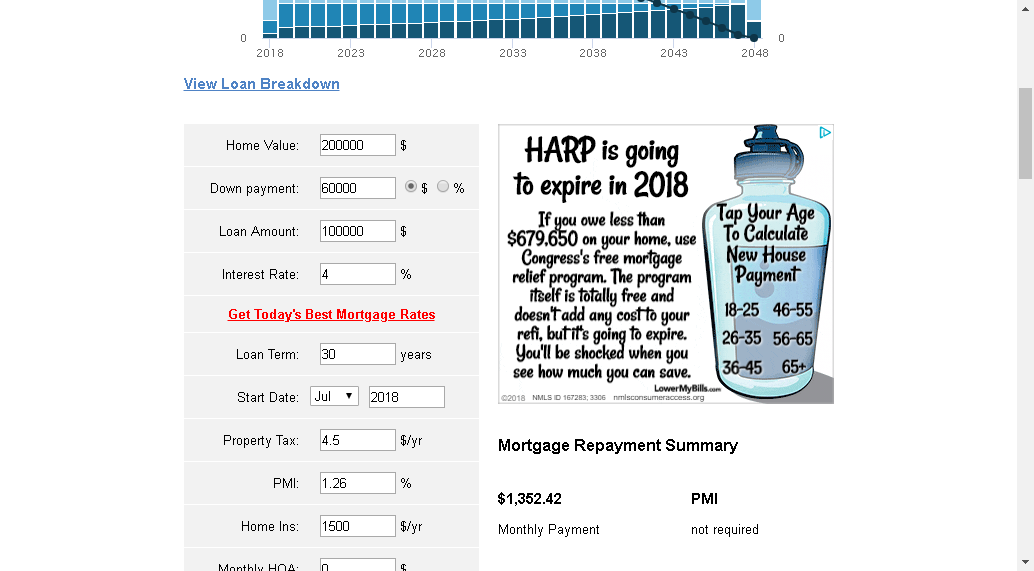 0
0
2018 2023 2028 2033 2038 2043 2048
View Loan Breakdown
Home Value: 200000 $
Down payment: 60000 $ %
Loan Amount: 100000 $
Interest Rate: 4 %
Get Today's Best Mortgage Rates
Loan Term: 30 years
Start Date: Jul 2018
Property Tax: 4.5 $/yr
PMI: 1.26 %
Home Ins: 1500 $/yr
Monthly HOA: 0 $
HARP is going
to expire in 2018
If you owe less than
$679,650 on your home, use
Congress's free mortgage
relief program. The program
itself is totally free and
doesn't add any cost to your
refi, but it's going to expire.
You'll be shocked when you
see how much you can save.
Tap Your Age
To Calculate
New House
Payment
18-25 46-55
26-35 56-65
36-45 65+
LowerMyBills.com
©2018 NMLS ID 167283; 3306 nmlsconsumeraccess.org
Mortgage Repayment Summary
$1,352.42 PMI
Monthly Payment not required